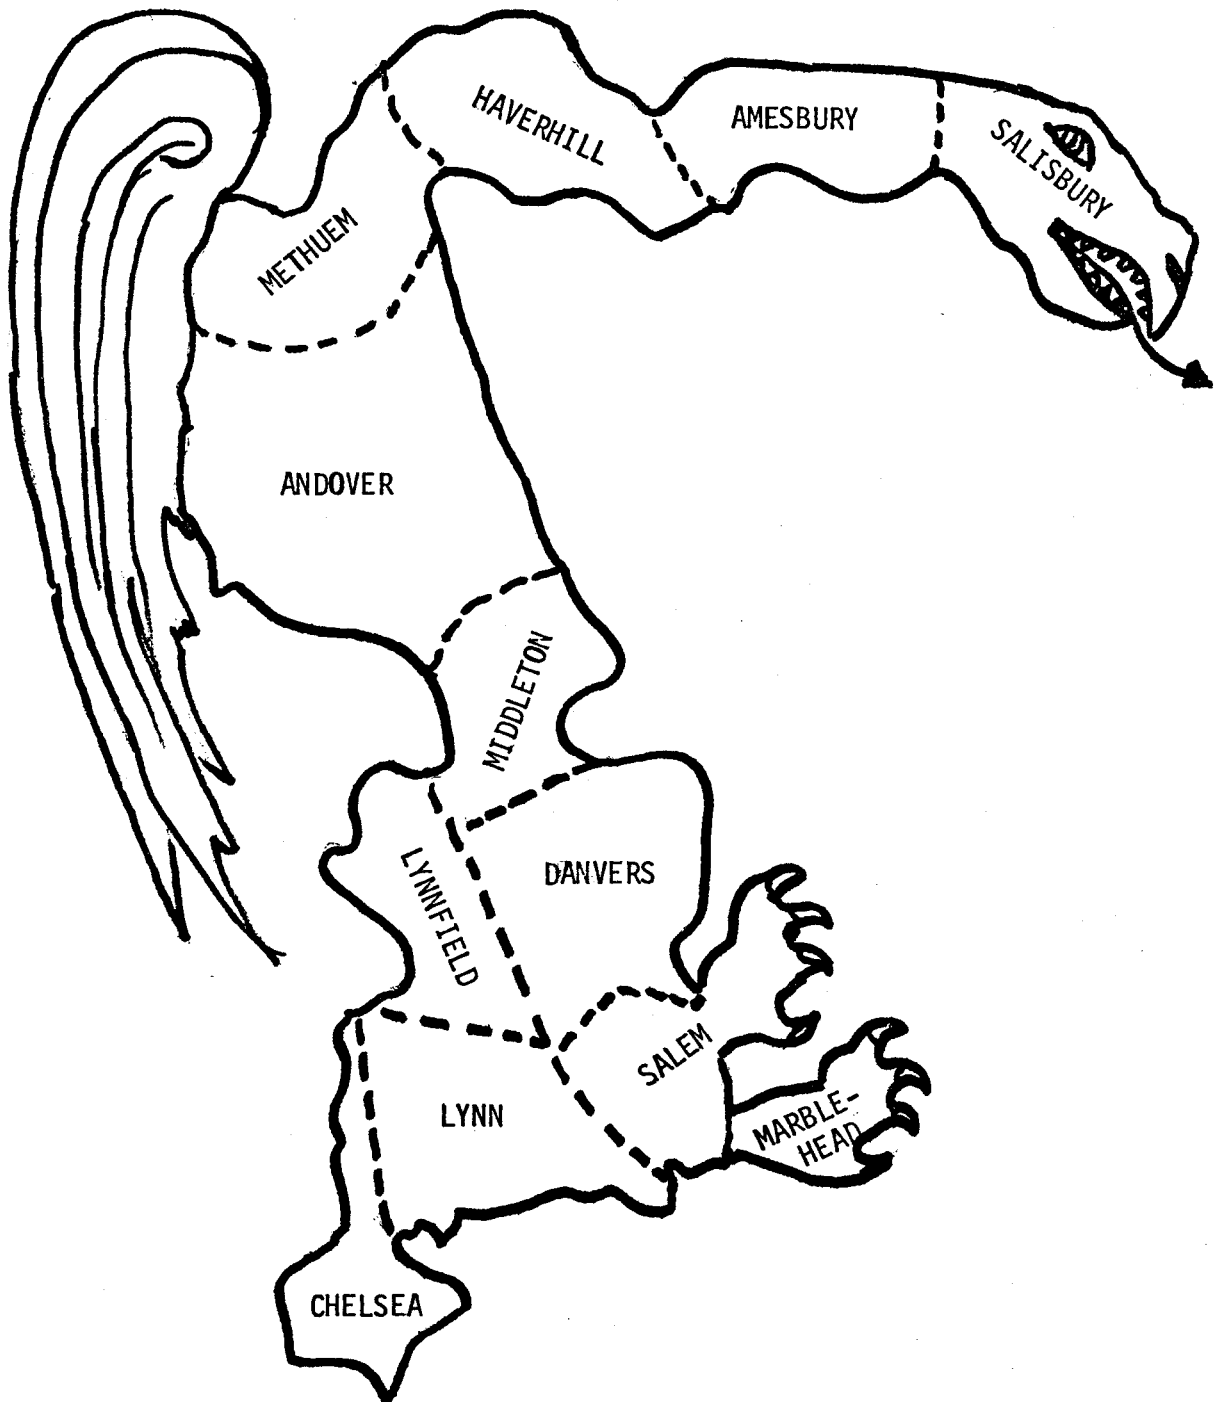 HAVERHILL
AMESBURY
SALISBURY
METHUEM
ANDOVER
MIDDLETON
LYNNFIELD
DANVERS
SALEM
LYNN
MARBLE-
HEAD
CHELSEA